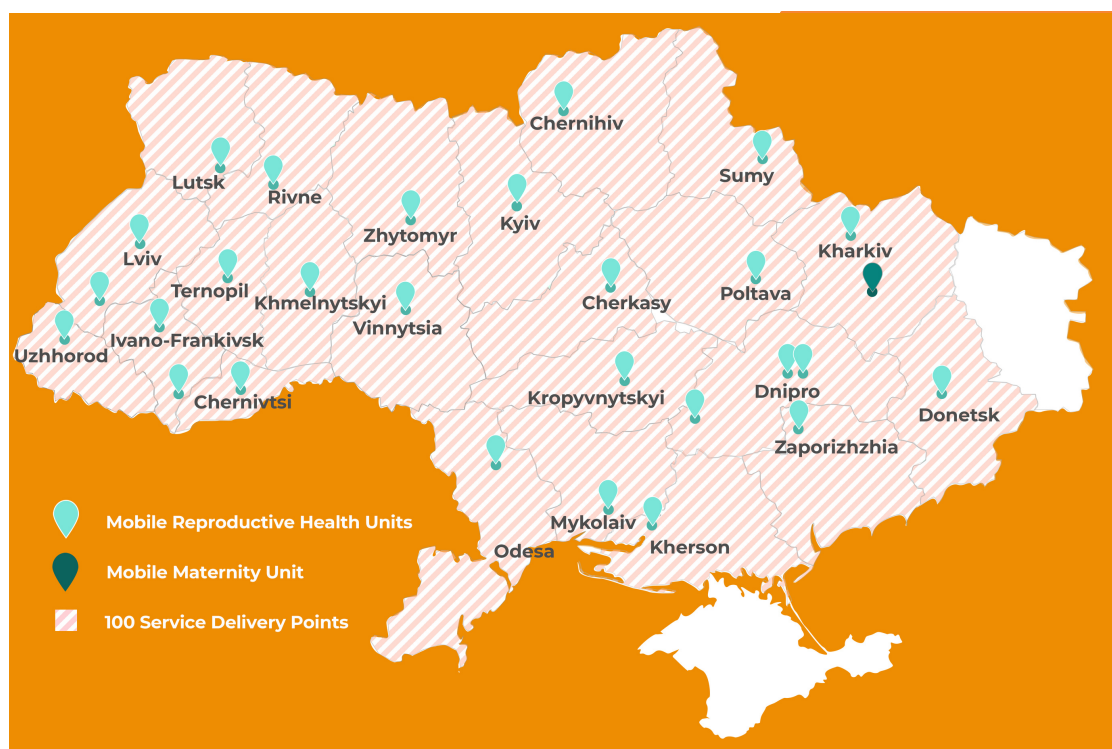 Chernihiv
Sumy
Lutsk
Rivne
Kyiv
Zhytomyr
Kharkiv
Lviv
Ternopil
Khmelnytskyi
Cherkasy
Poltava
Vinnytsia
Ivano-Frankivsk
Uzhhorod
Dnipro
Kropyvnytskyi
Chernivtsi
Donetsk
Zaporizhzhia
Mobile Reproductive Health Units
Mykolaiv
Kherson
Odesa
Mobile Maternity Unit
100 Service Delivery Points